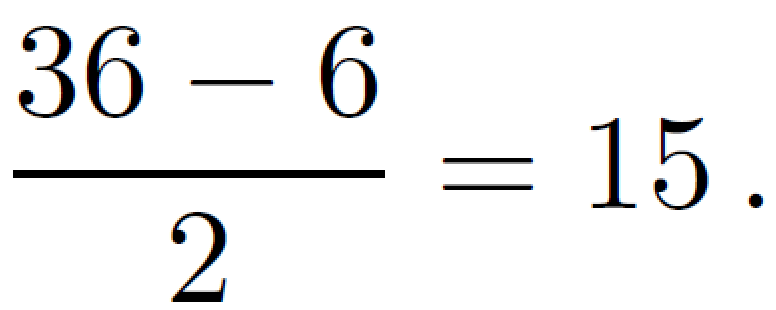 36 − 6
2
= 15 .